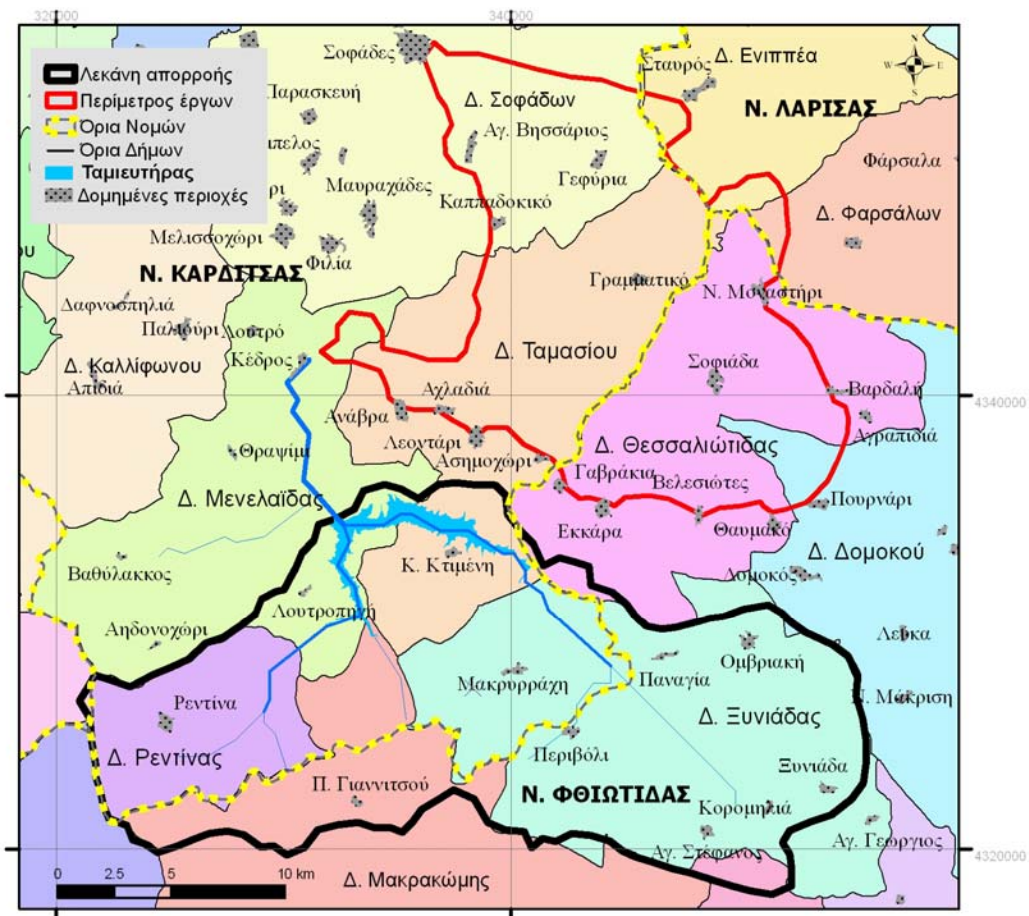 320000
340000
Λεκάνη απορροής
Περίμετρος έργων
Όρια Νομών
Όρια Δήμων
Ταμιευτήρας
Δομημένες περιοχές
Σοφάδες
Σταυρός
Δ. Ενιππέα
Ν. ΛΑΡΙΣΑΣ
N
W
E
S
Παρασκευή
Δ. Σοφάδων
Αγ. Βησσάριος
Γεφύρια
Φάρσαλα
Μαυραχάδες
Καππαδοκικό
Δ. Φαρσάλων
Μελισσοχώρι
Φιλία
Ν. ΚΑΡΔΙΤΣΑΣ
Γραμματικό
Ν. Μοναστήρι
Δαφνοσπηλιά
Παλιούρι
Λουτρό
Κέδρος
Δ. Ταμασίου
Δ. Καλλίφωνου
Απιδιά
Σοφιάδα
Βαρδαλή
Αχλαδιά
Ανάβρα
Λεοντάρι
Αγραπιδιά
4340000
Θραψίμι
Ασημοχώρι
Δ. Θεσσαλιώτιδας
Γαβράκια
Βελεσιώτες
Δ. Μενελαΐδας
Εκκάρα
Θαυμακό
Πουρνάρι
Δ. Δομοκού
Βαθύλακκος
Κ. Κτιμένη
Δομοκός
Λουτροπηγή
Αηδονοχώρι
Ομβριακή
Λεύκα
Ρεντίνα
Μακρυρράχη
Παναγία
Ν. Μάκριση
Δ. Ξυνιάδας
Δ. Ρεντίνας
Περιβόλι
Ξυνιάδα
Π. Γιαννιτσού
Ν. ΦΘΙΩΤΙΔΑΣ
Κορομηλιά
Αγ. Στέφανος
Αγ. Γεώργιος
4320000
0 2.5 5 10 km
Δ. Μακρακώμης